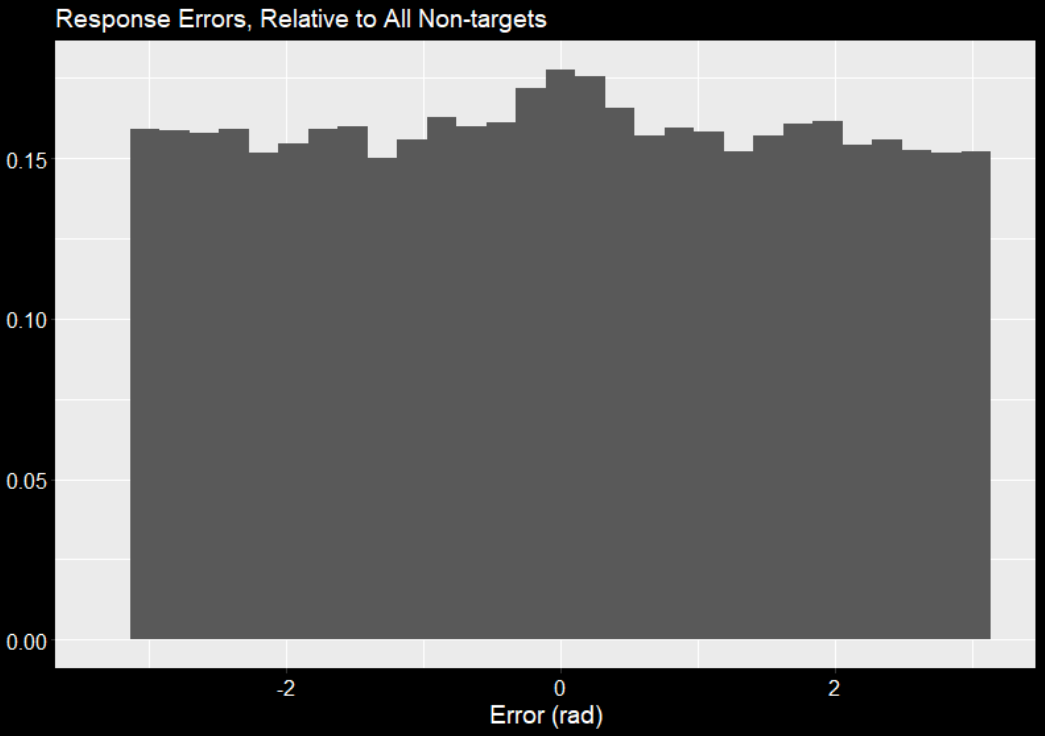 Response Errors, Relative to All Non-targets
0.15
0.10
0.05
0.00
-2 0 2
Error (rad)